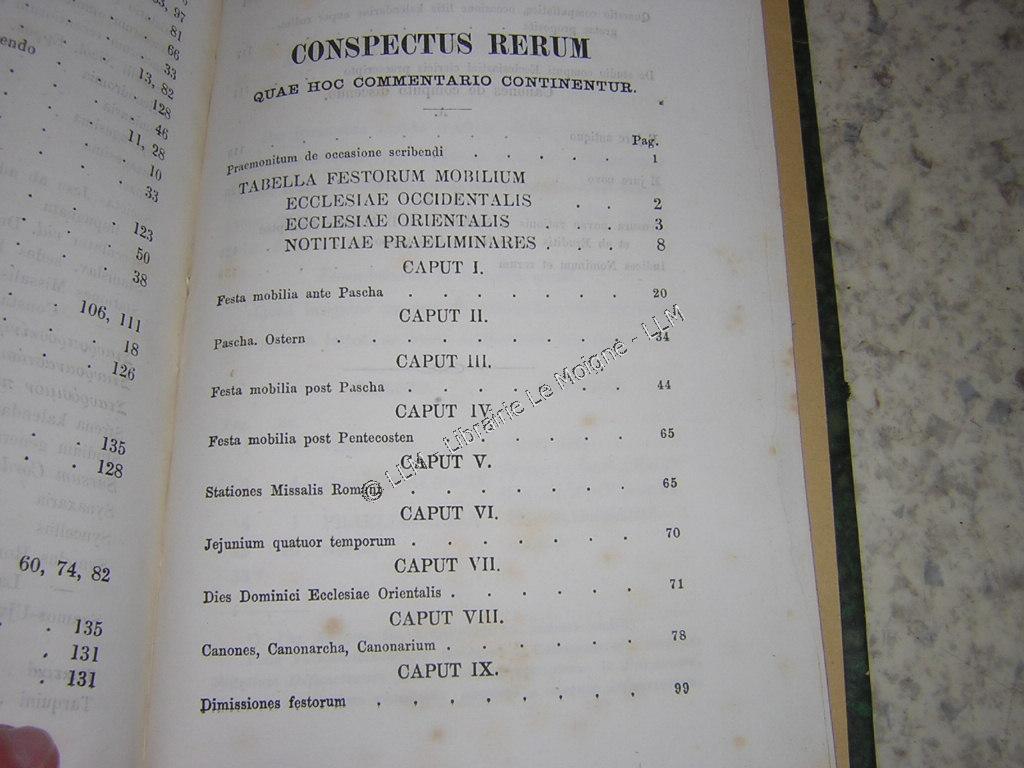 33, 97
81
66
endo 33
13, 82
128
46
11, 28
10
33
123
50
38
106, 111
18
126
135
128
60, 74, 82
135
131
131
CONSPECTUS RERUM
QUAE HOC COMMENTARIO CONTINENTUR.
Pag.
Praemonitum de occasione scribendi . . . . . 1
TABELLA FESTORUM MOBILIUM
ECCLESIAE OCCIDENTALIS . . 2
ECCLESIAE ORIENTALIS . . 3
NOTITIAE PRAELIMINARES . . 8
CAPUT I.
Festa mobilia ante Pascha . . . . . . . 20
CAPUT II.
Pascha. Ostern . . . . . . . . . 34
CAPUT III.
Festa mobilia post Pascha . . . . . . . 44
CAPUT IV.
Festa mobilia post Pentecosten . . . . . . 65
CAPUT V.
Stationes Missalis Romani . . . . . . . 65
CAPUT VI.
Jejunium quatuor temporum . . . . . . . 70
CAPUT VII.
Dies Dominici Ecclesiae Orientalis . . . . . . 71
CAPUT VIII.
Canones, Canonarcha, Canonarium . . . . . . 78
CAPUT IX.
Dimissiones festorum . . . . . . . 99
© LLM - Librairie Le Moigne - LLM